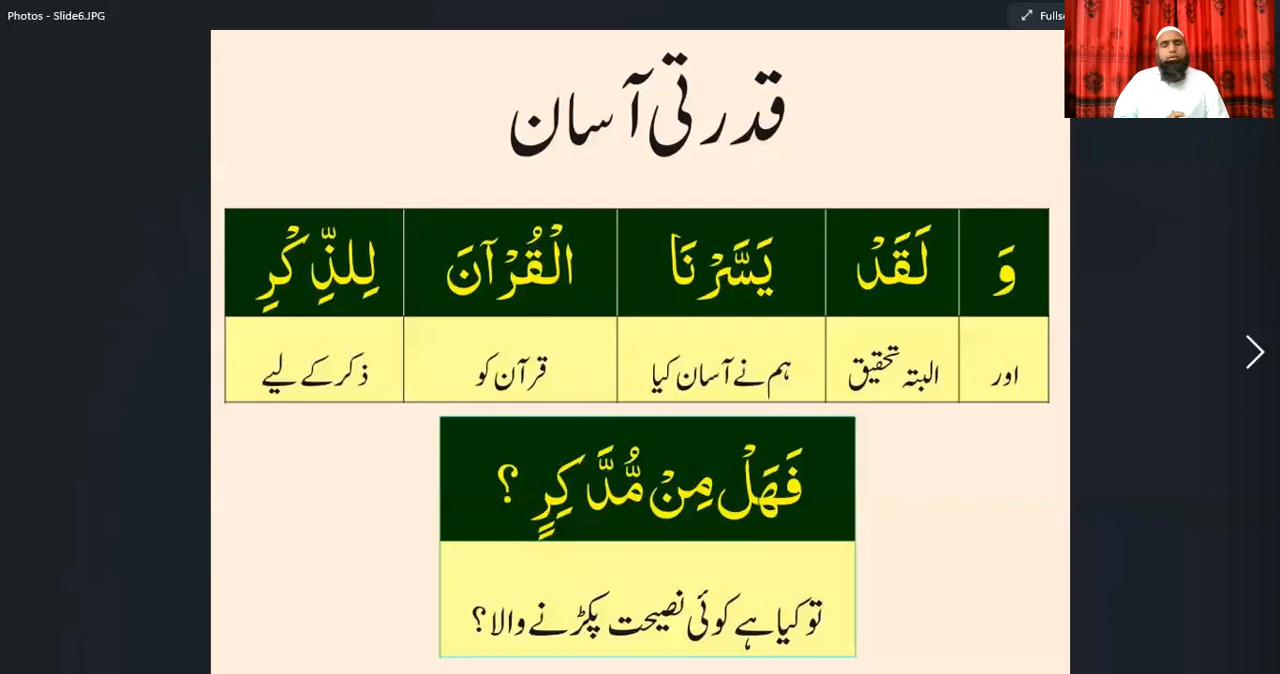 Photos - Slide6.JPG
قدرتی آسان
وَ لَقَدْ يَسَّرْنَا الْقُرْآنَ لِلذِّكْرِ
اور البتہ تحقیق ہم نے آسان کیا قرآن کو ذکر کے لیے
فَهَلْ مِنْ مُّدَّكِرٍ ؟
تو کیا ہے کوئی نصیحت پکڑنے والا؟